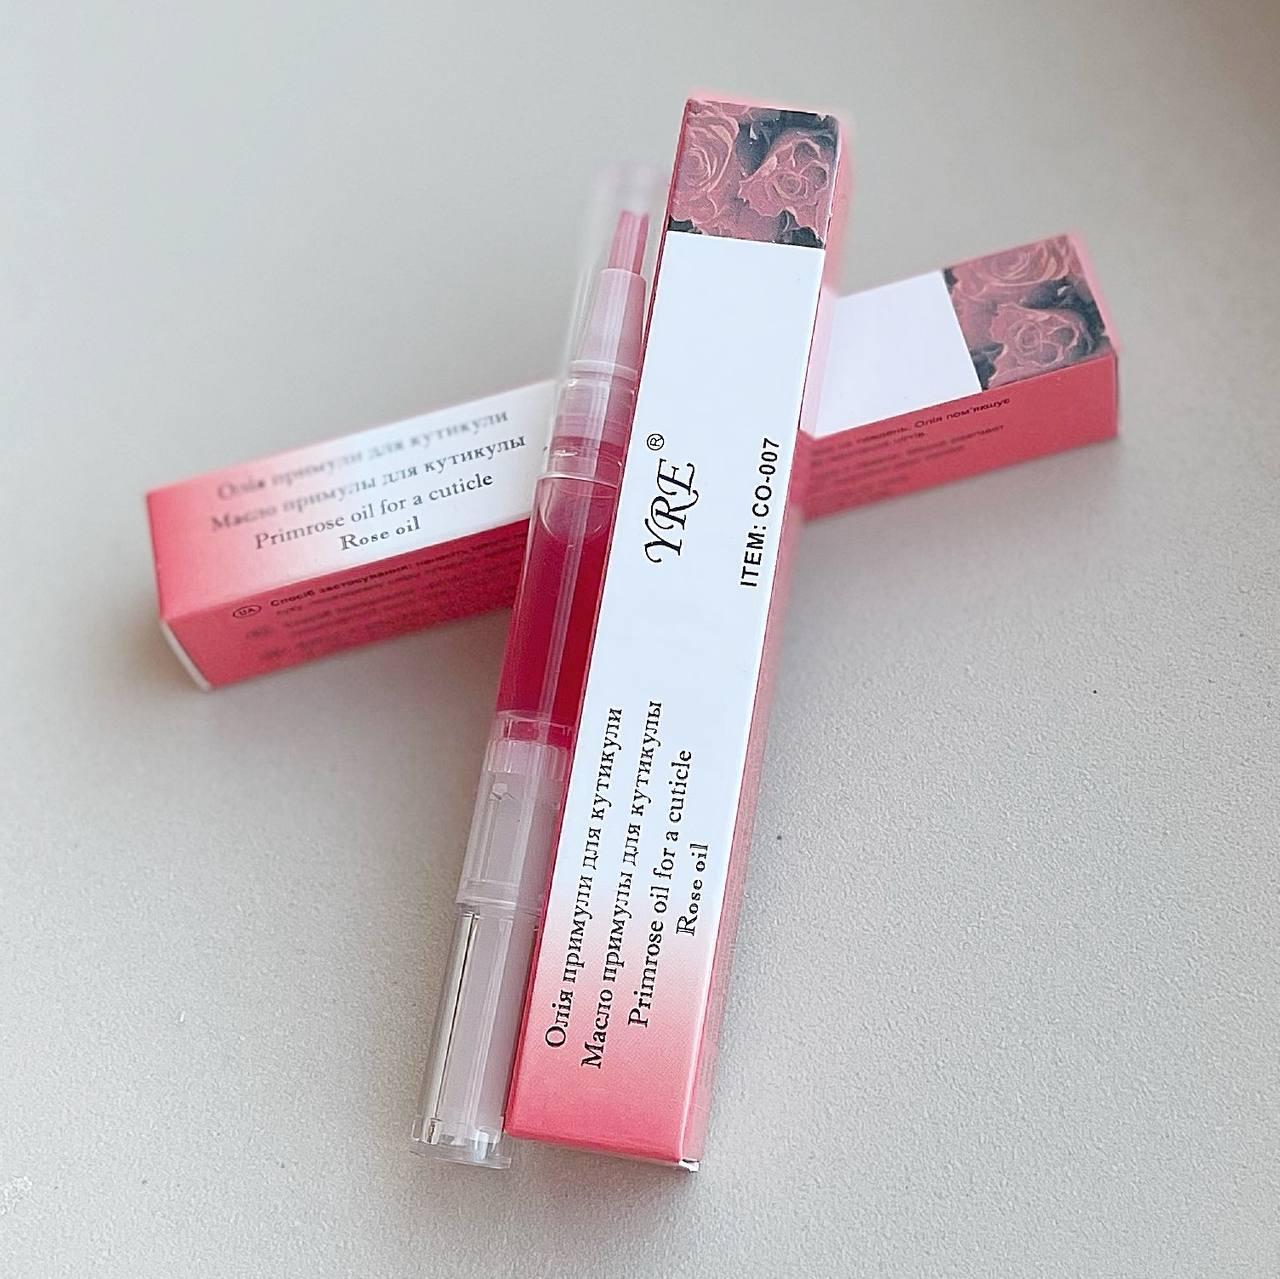 YRE®
ITEM: CO-007
Олія примули для кутикули
Масло примулы для кутикулы
Primrose oil for a cuticle
Rose oil
Олія примули для кутикули
Масло примулы для кутикулы
Primrose oil for a cuticle
Rose oil
UA Спосіб застосування:
на тиждень. Олія пом'якшує